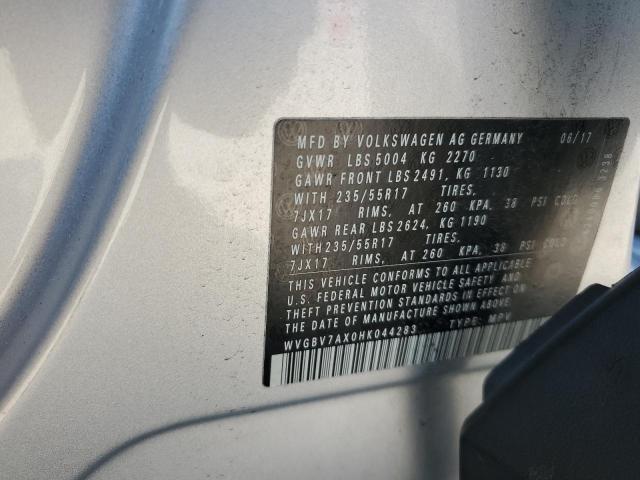 MFD BY VOLKSWAGEN AG GERMANY 06/17
GVWR LBS 5004 KG 2270
GAWR FRONT LBS 2491, KG 1130
WITH 235/55R17 TIRES,
7JX17 RIMS, AT 260 KPA, 38 PSI COLD
GAWR REAR LBS 2624, KG 1190
WITH 235/55R17 TIRES,
7JX17 RIMS, AT 260 KPA, 38 PSI COLD
THIS VEHICLE CONFORMS TO ALL APPLICABLE
U.S. FEDERAL MOTOR VEHICLE SAFETY AND
THEFT PREVENTION STANDARDS IN EFFECT ON
THE DATE OF MANUFACTURE SHOWN ABOVE.
WVGBV7AX0HK044283 TYPE: MPV